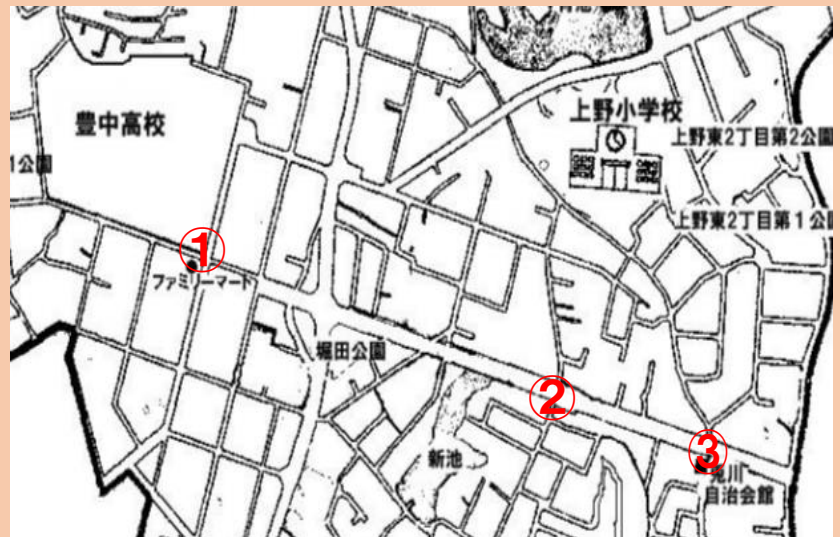 豊中高校
上野小学校
上野東2丁目第2公園
1公園
上野東2丁目第1公
①
ファミリーマート
堀田公園
②
新池
③
兎川
自治会館